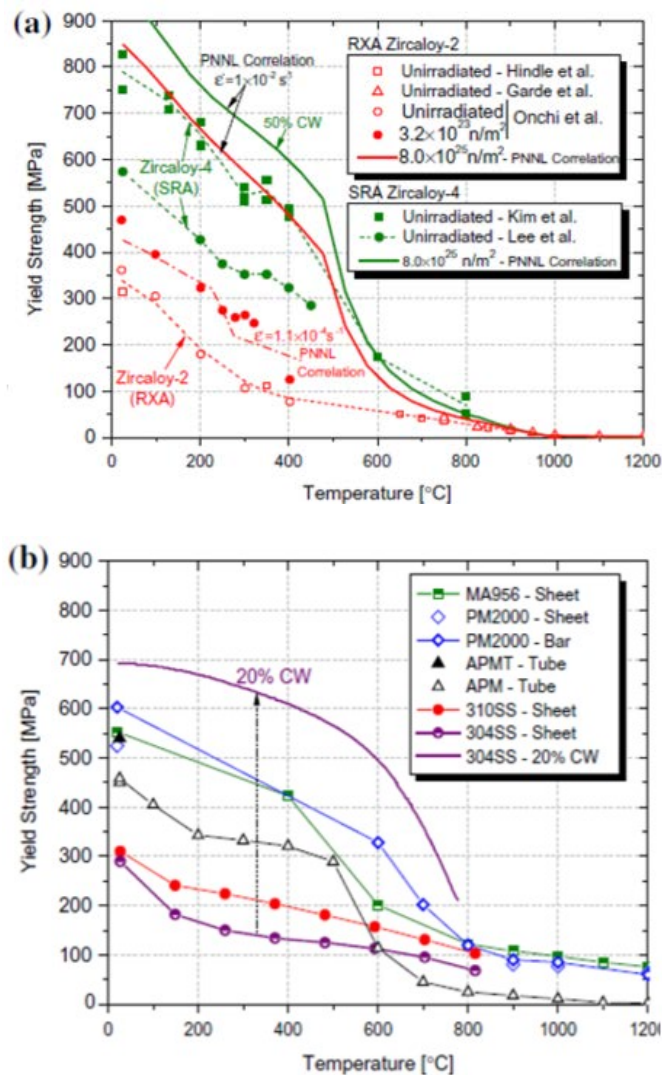 (a)
900
800
700
600
500
400
300
200
100
0
Yield Strength [MPa]
PNNL Correlation
ε̇=1×10⁻² s¹
50% CW
Zircaloy-4
(SRA)
ε̇=1.1×10⁻⁴s⁻¹
PNNL
Correlation
Zircaloy-2
(RXA)
RXA Zircaloy-2
Unirradiated - Hindle et al.
Unirradiated - Garde et al.
Unirradiated
Onchi et al.
3.2×10²³n/m²
8.0×10²⁵n/m²- PNNL Correlation
SRA Zircaloy-4
Unirradiated - Kim et al.
Unirradiated - Lee et al.
8.0×10²⁵ n/m² - PNNL Correlation
0 200 400 600 800 1000 1200
Temperature [°C]
(b)
900
800
700
600
500
400
300
200
100
0
Yield Strength [MPa]
20% CW
MA956 - Sheet
PM2000 - Sheet
PM2000 - Bar
APMT - Tube
APM - Tube
310SS - Sheet
304SS - Sheet
304SS - 20% CW
0 200 400 600 800 1000 1200
Temperature [°C]